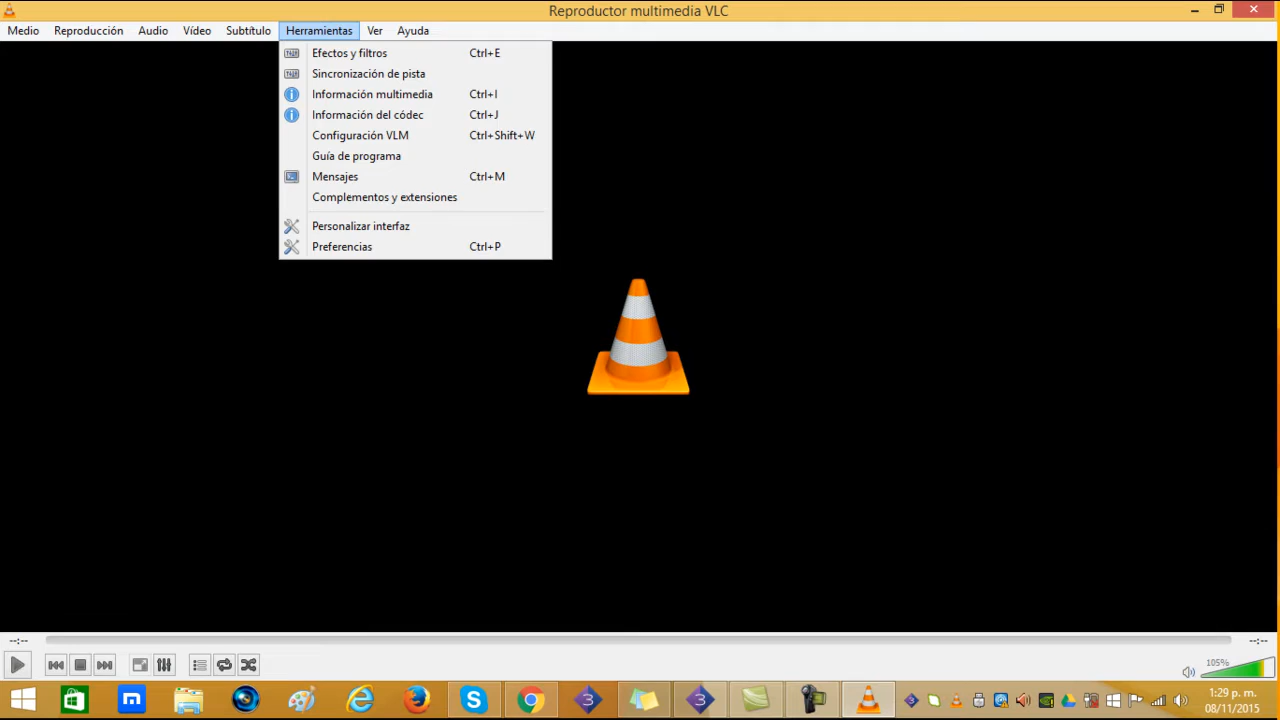 Reproductor multimedia VLC
Medio Reproducción Audio Vídeo Subtítulo Herramientas Ver Ayuda
Efectos y filtros Ctrl+E
Sincronización de pista
Información multimedia Ctrl+I
Información del códec Ctrl+J
Configuración VLM Ctrl+Shift+W
Guía de programa
Mensajes Ctrl+M
Complementos y extensiones
Personalizar interfaz
Preferencias Ctrl+P
--:-- --:--
105%
1:29 p. m.
08/11/2015